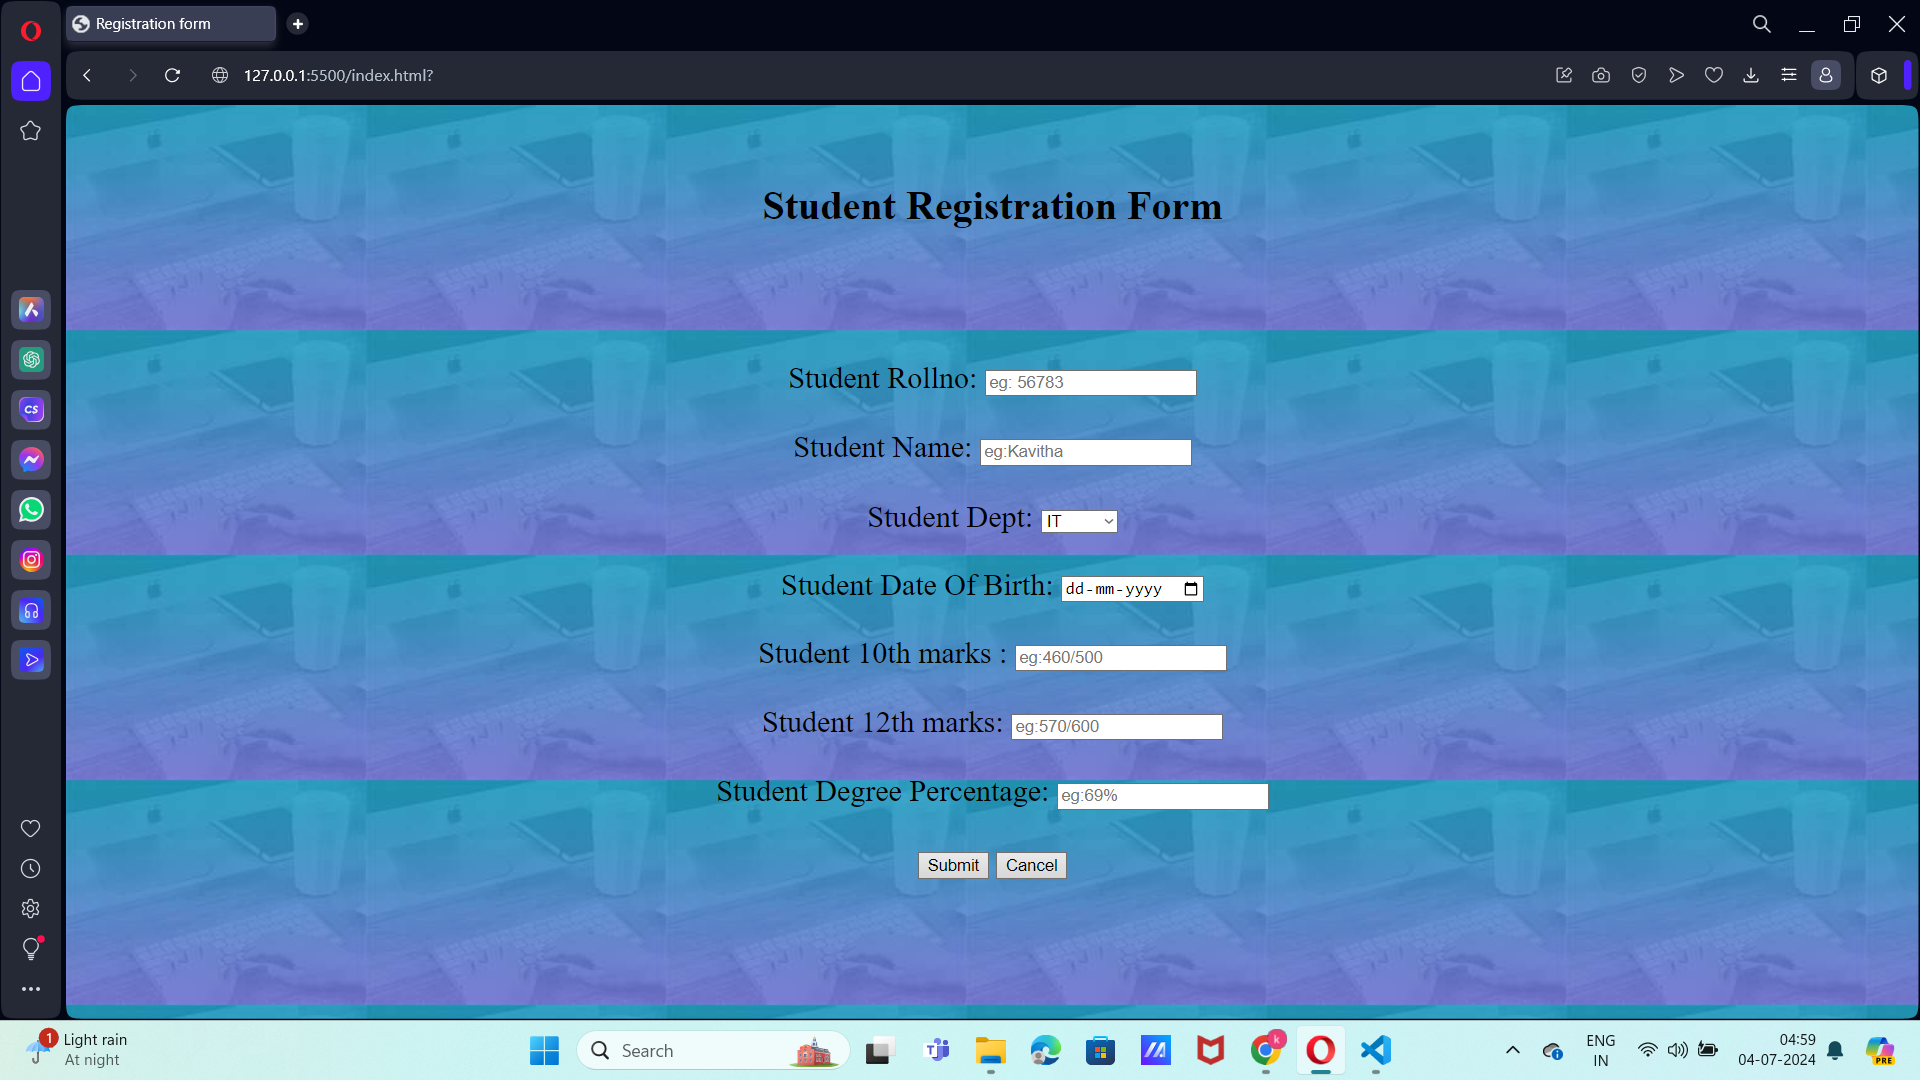 Registration form
127.0.0.1:5500/index.html?
Student Registration Form
Student Rollno: eg: 56783
Student Name: eg:Kavitha
Student Dept: IT
Student Date Of Birth: dd-mm-yyyy
Student 10th marks : eg:460/500
Student 12th marks: eg:570/600
Student Degree Percentage: eg:69%
Submit Cancel
CS
1
Light rain
At night
Search
T
k
ENG
IN
04:59
04-07-2024
PRE